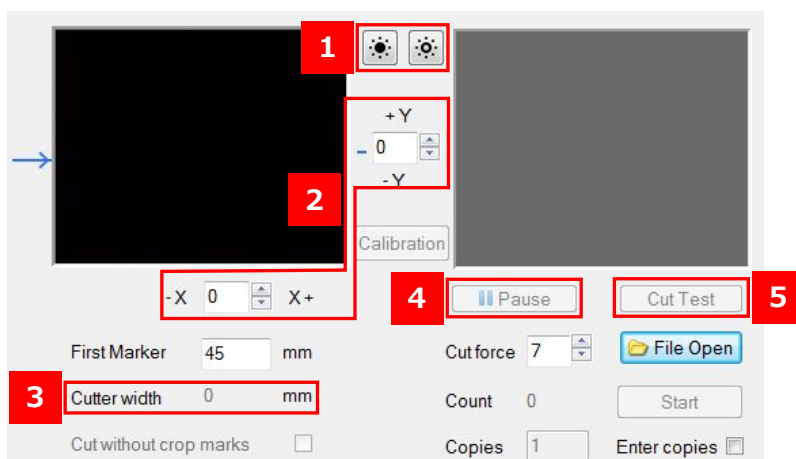 1
+Y
0
-Y
2
Calibration
-X 0 X+
4 Pause Cut Test 5
First Marker 45 mm Cut force 7 File Open
3 Cutter width 0 mm Count 0 Start
Cut without crop marks Copies 1 Enter copies